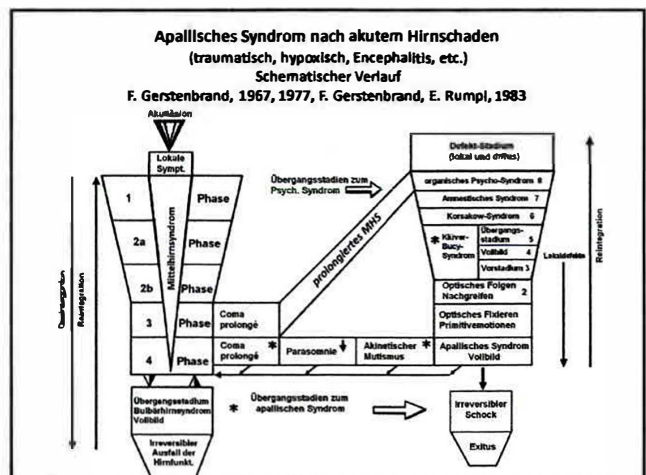 Apallisches Syndrom nach akutem Hirnschaden
(traumatisch, hypoxisch, Encephalitis, etc.)
Schematischer Verlauf
F. Gerstenbrand, 1967, 1977, F. Gerstenbrand, E. Rumpl, 1983
Lokale
Sympt.
1
Phase
2a
Phase
2b
Phase
3
Phase
4
Phase
Mittelhirnsyndrom
Reintegration
Coma
prolongé
Coma *
prolongé
Parasomnie
Akinetischer *
Mutismus
prolongiertes MHS
Übergangsstadien zum
Psych. Syndrom
Defekt-Stadium
(lokal und diffus)
organisches Psycho-Syndrom 8
Amnestisches Syndrom 7
Korsakow-Syndrom 6
* Klüver-
Bucy-
Syndrom
Übergangs-
stadium 5
Vollbild 4
Vorstadium 3
Optisches Folgen
Nachgreifen 2
Optisches Fixieren
Primitivemotionen
Apallisches Syndrom
Vollbild
Lokaldefekte
Reintegration
Übergangsstadium
Bulbärhirnsyndrom
Vollbild
Irreversibler
Ausfall der
Hirnfunkt.
* Übergangsstadien zum
apallischen Syndrom
Irreversibler
Schock
Exitus